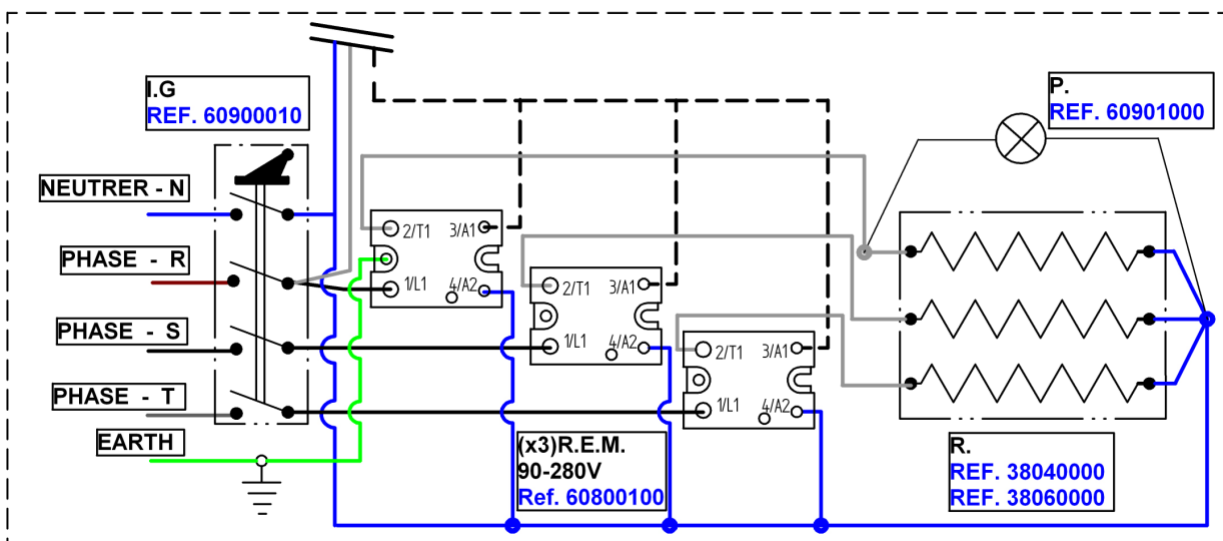 I.G
REF. 60900010
P.
REF. 60901000
NEUTRER - N
PHASE - R
PHASE - S
PHASE - T
EARTH
2/T1 3/A1
1/L1 4/A2
2/T1 3/A1
1/L1 4/A2
2/T1 3/A1
1/L1 4/A2
(x3)R.E.M.
90-280V
Ref. 60800100
R.
REF. 38040000
REF. 38060000